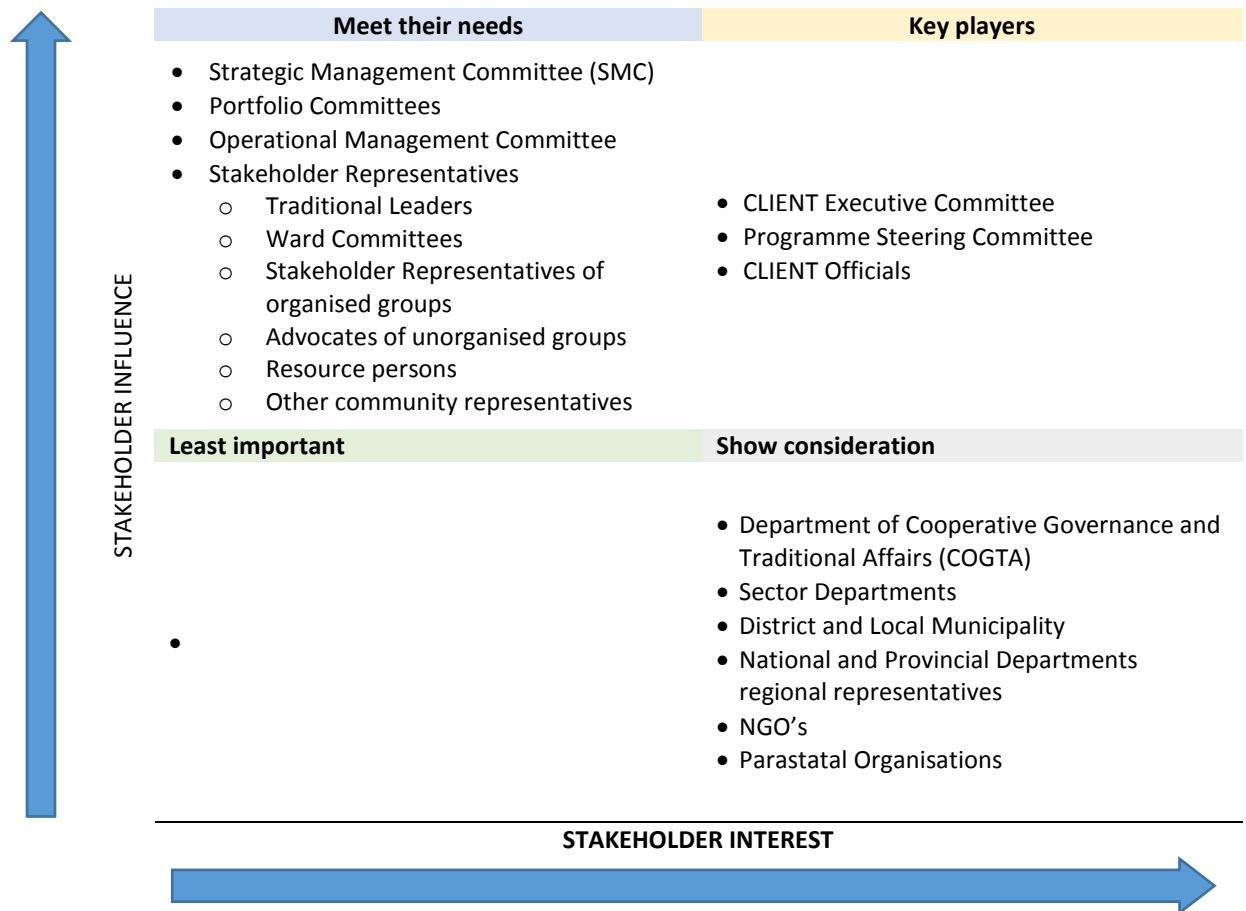 Meet their needs
Key players
• Strategic Management Committee (SMC)
• Portfolio Committees
• Operational Management Committee
• Stakeholder Representatives
o Traditional Leaders
o Ward Committees
o Stakeholder Representatives of
organised groups
o Advocates of unorganised groups
o Resource persons
o Other community representatives
• CLIENT Executive Committee
• Programme Steering Committee
• CLIENT Officials
STAKEHOLDER INFLUENCE
Least important
Show consideration
•
• Department of Cooperative Governance and
Traditional Affairs (COGTA)
• Sector Departments
• District and Local Municipality
• National and Provincial Departments
regional representatives
• NGO's
• Parastatal Organisations
STAKEHOLDER INTEREST